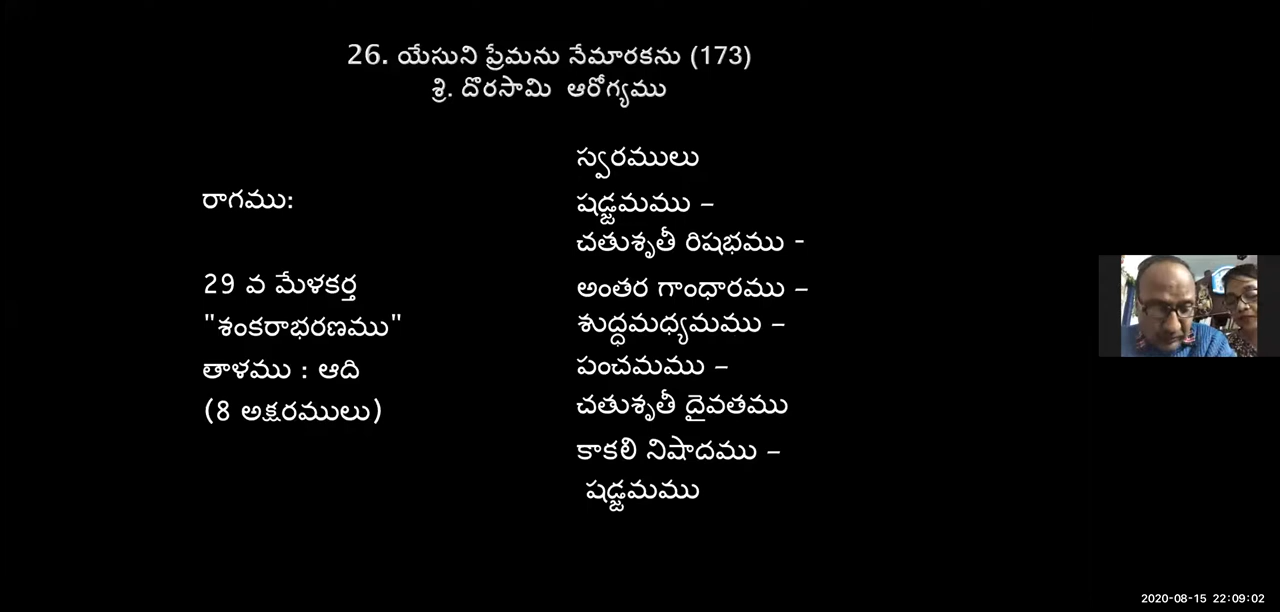 26. యేసుని ప్రేమను నేమారకను (173)
శ్రి. దొరసామి  ఆరోగ్యము
రాగము:
29 వ మేళకర్త
"శంకరాభరణము"
తాళము : ఆది
(8 అక్షరములు)
స్వరములు
షడ్జమము –
చతుశృతీ రిషభము -
అంతర గాంధారము –
శుద్ధమధ్యమము –
పంచమము –
చతుశృతీ దైవతము
కాకలి నిషాదము –
షడ్జమము
2020-08-15 22:09:02